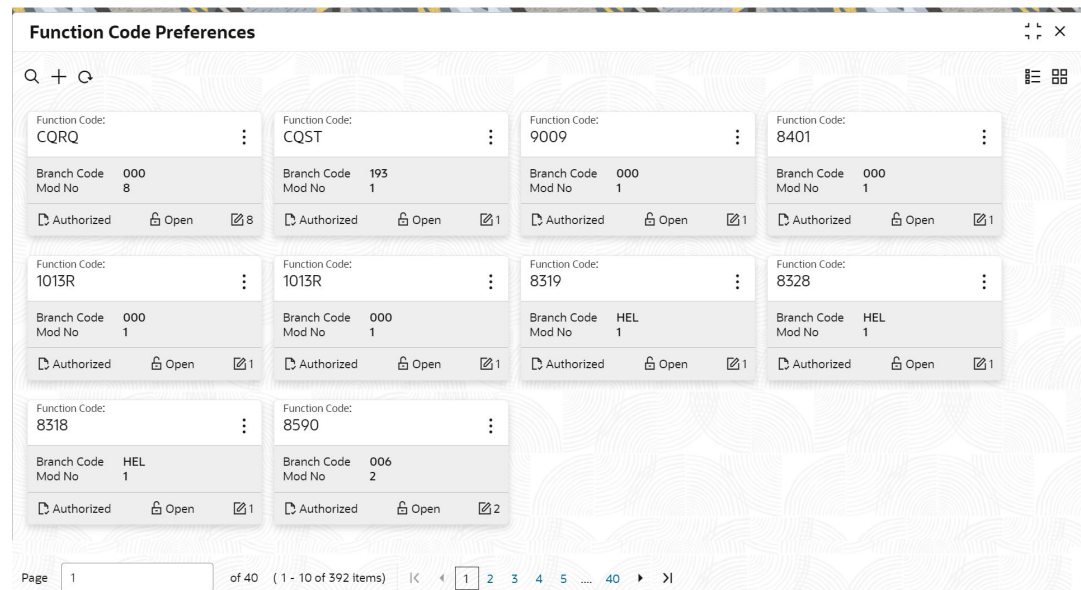 Function Code Preferences
Function Code:
CQRQ
Branch Code 000
Mod No 8
Authorized Open 8
Function Code:
CQST
Branch Code 193
Mod No 1
Authorized Open 1
Function Code:
9009
Branch Code 000
Mod No 1
Authorized Open 1
Function Code:
8401
Branch Code 000
Mod No 1
Authorized Open 1
Function Code:
1013R
Branch Code 000
Mod No 1
Authorized Open 1
Function Code:
1013R
Branch Code 000
Mod No 1
Authorized Open 1
Function Code:
8319
Branch Code HEL
Mod No 1
Authorized Open 1
Function Code:
8328
Branch Code HEL
Mod No 1
Authorized Open 1
Function Code:
8318
Branch Code HEL
Mod No 1
Authorized Open 1
Function Code:
8590
Branch Code 006
Mod No 2
Authorized Open 2
Page 1 of 40 ( 1 - 10 of 392 items) 1 2 3 4 5 .... 40